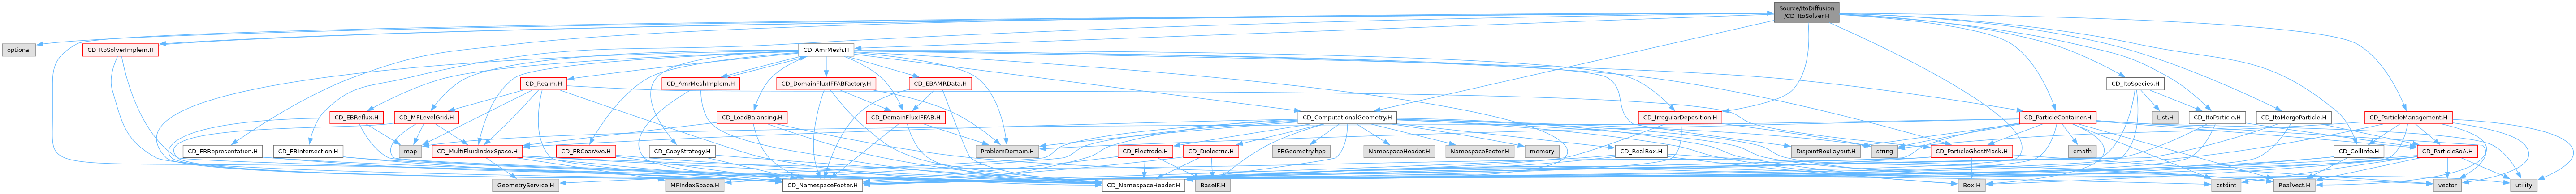 Source/ItoDiffusion
/CD_ItoSolver.H
optional
CD_ItoSolverImplem.H
CD_AmrMesh.H
CD_Realm.H
CD_AmrMeshImplem.H
CD_DomainFluxIFFABFactory.H
CD_EBAMRData.H
CD_ItoSpecies.H
CD_EBReflux.H
CD_MFLevelGrid.H
CD_LoadBalancing.H
CD_DomainFluxIFFAB.H
CD_ComputationalGeometry.H
CD_IrregularDeposition.H
CD_ParticleContainer.H
List.H
CD_ItoParticle.H
CD_ItoMergeParticle.H
CD_ParticleManagement.H
CD_EBRepresentation.H
CD_EBIntersection.H
map
CD_MultiFluidIndexSpace.H
CD_EBCoarAve.H
CD_CopyStrategy.H
ProblemDomain.H
CD_Electrode.H
CD_Dielectric.H
EBGeometry.hpp
NamespaceHeader.H
NamespaceFooter.H
memory
CD_RealBox.H
DisjointBoxLayout.H
string
CD_ParticleGhostMask.H
cmath
CD_CellInfo.H
CD_ParticleSoA.H
GeometryService.H
MFIndexSpace.H
CD_NamespaceFooter.H
CD_NamespaceHeader.H
BaseIF.H
Box.H
cstdint
RealVect.H
vector
utility